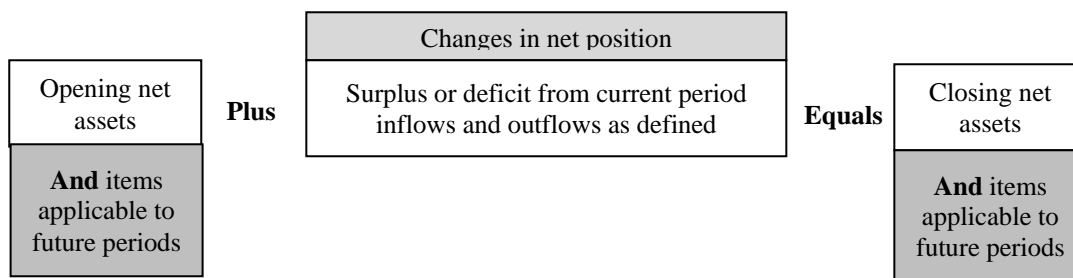 Opening net
assets
And items
applicable to
future periods
Plus
Changes in net position
Surplus or deficit from current period
inflows and outflows as defined
Equals
Closing net
assets
And items
applicable to
future periods